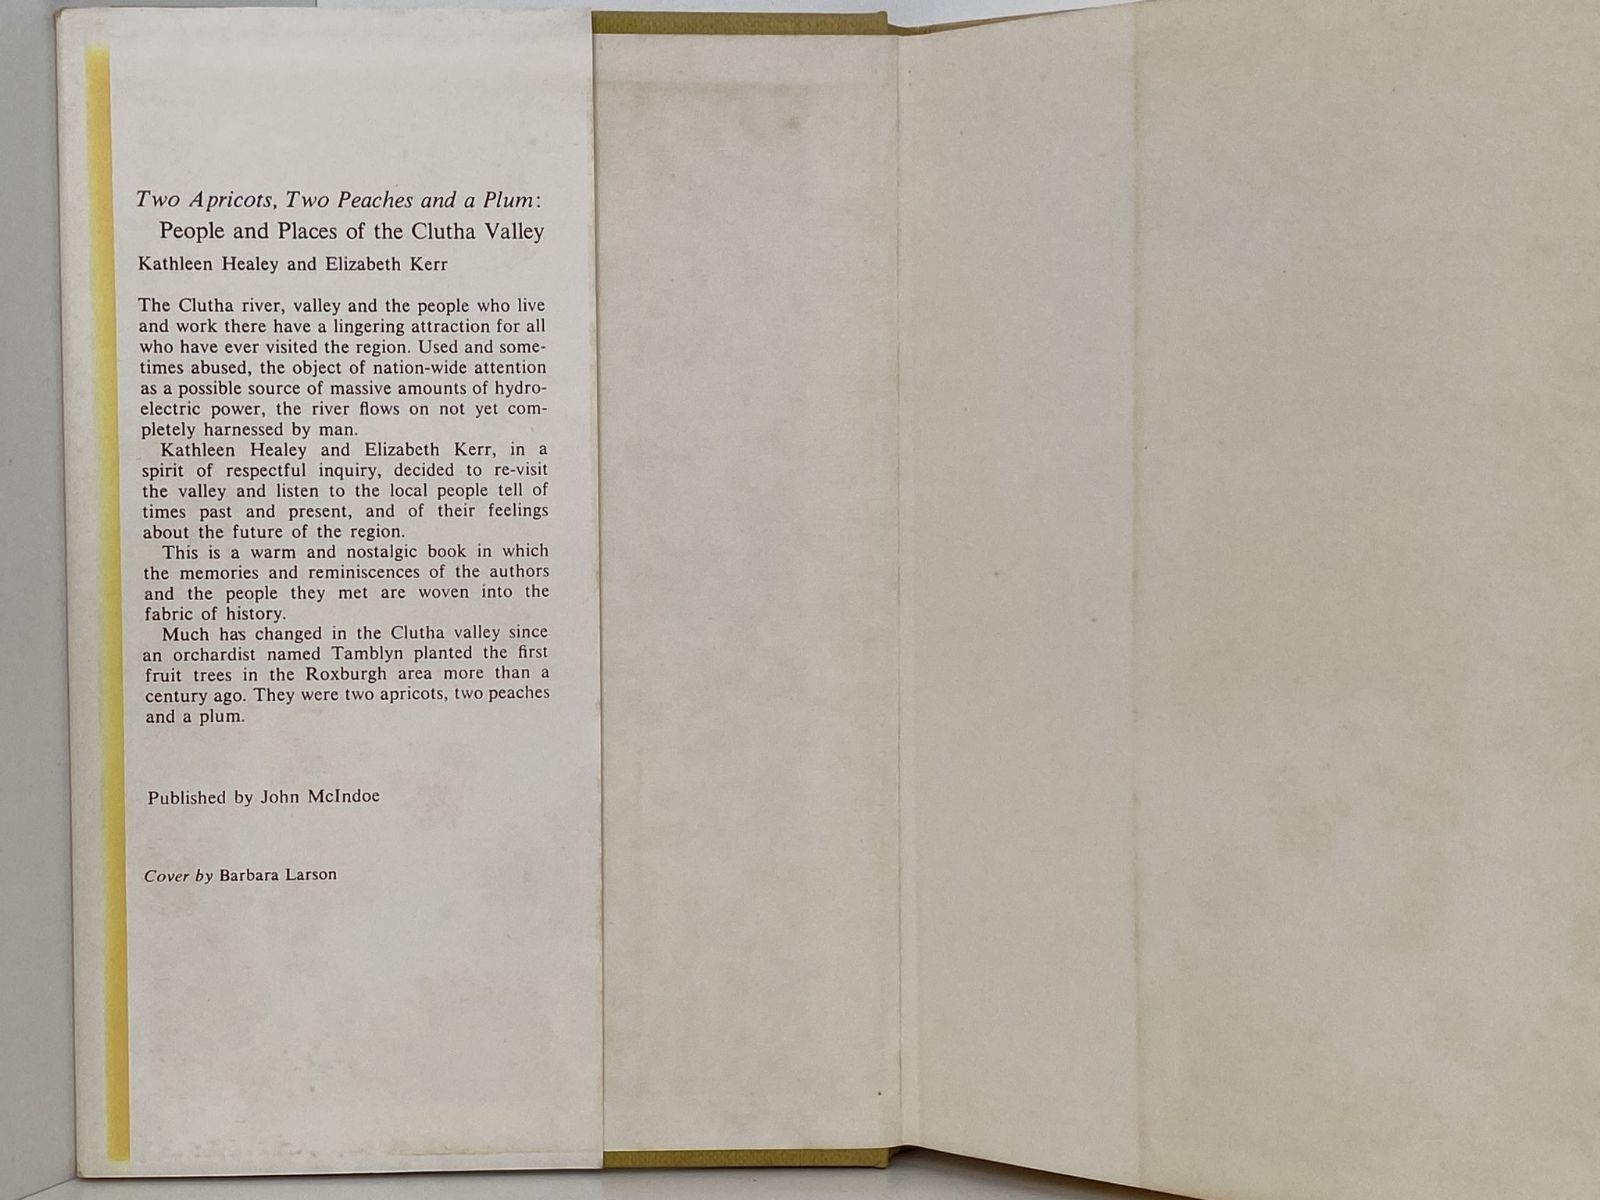 Two Apricots, Two Peaches and a Plum:
People and Places of the Clutha Valley
Kathleen Healey and Elizabeth Kerr
The Clutha river, valley and the people who live
and work there have a lingering attraction for all
who have ever visited the region. Used and some-
times abused, the object of nation-wide attention
as a possible source of massive amounts of hydro-
electric power, the river flows on not yet com-
pletely harnessed by man.
Kathleen Healey and Elizabeth Kerr, in a
spirit of respectful inquiry, decided to re-visit
the valley and listen to the local people tell of
times past and present, and of their feelings
about the future of the region.
This is a warm and nostalgic book in which
the memories and reminiscences of the authors
and the people they met are woven into the
fabric of history.
Much has changed in the Clutha valley since
an orchardist named Tamblyn planted the first
fruit trees in the Roxburgh area more than a
century ago. They were two apricots, two peaches
and a plum.
Published by John McIndoe
Cover by Barbara Larson